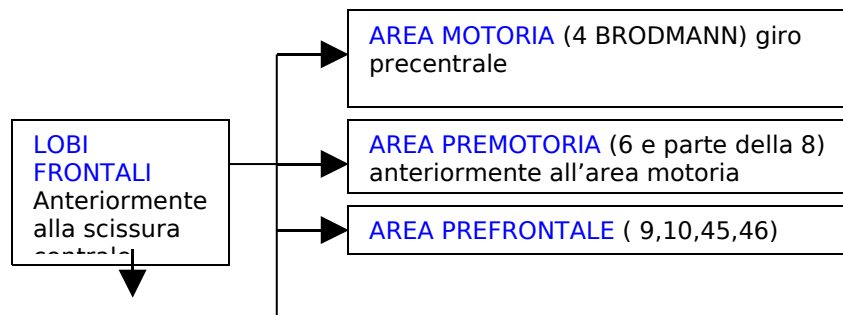 AREA MOTORIA (4 BRODMANN) giro
precentrale
LOBI
FRONTALI
Anteriormente
alla scissura
centrale
AREA PREMOTORIA (6 e parte della 8)
anteriormente all'area motoria
AREA PREFRONTALE ( 9,10,45,46)